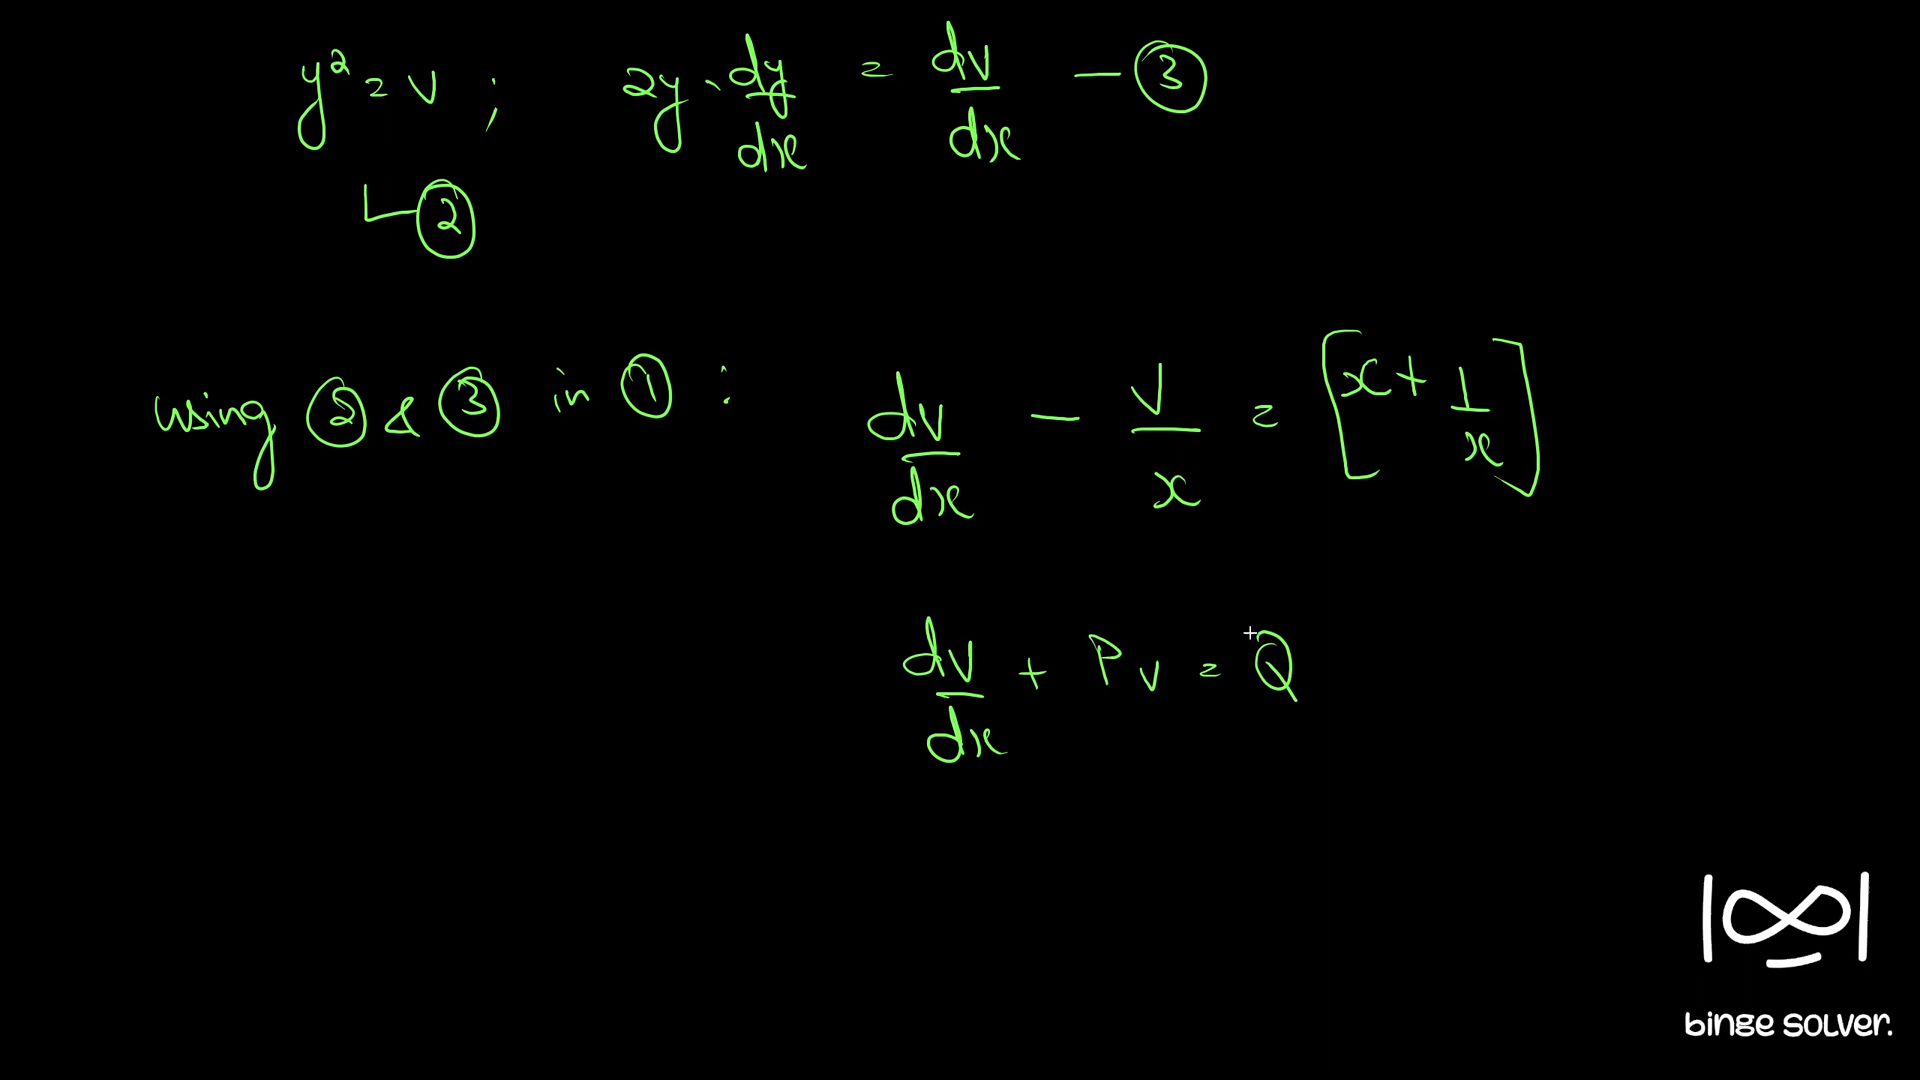 y² = v ; 2y · dy/dx = dv/dx — ③
②
using ② & ③ in ① : dv/dx − v/x = [x + 1/x]
dv/dx + Pv = Q
binge solver.